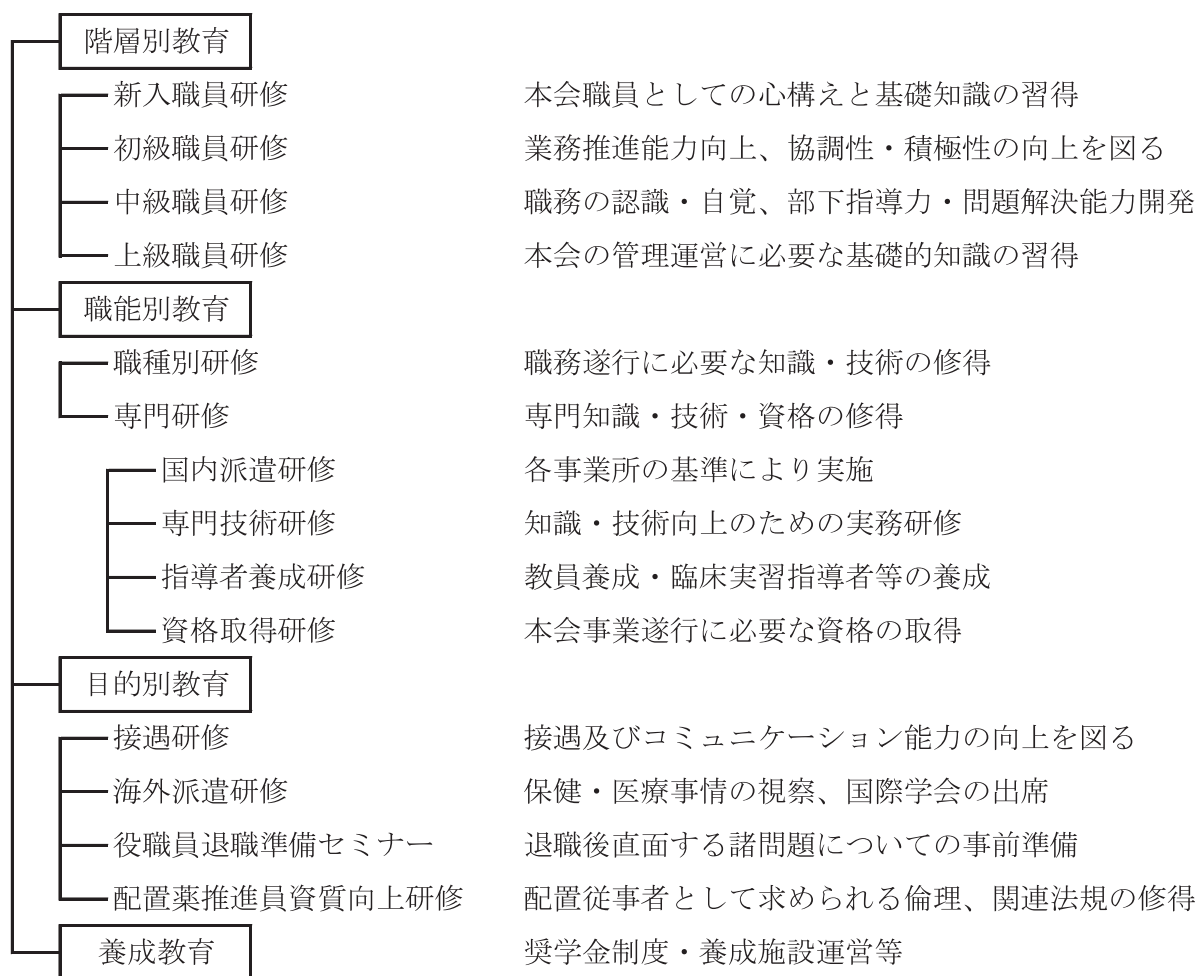 階層別教育
新入職員研修 本会職員としての心構えと基礎知識の習得
初級職員研修 業務推進能力向上、協調性・積極性の向上を図る
中級職員研修 職務の認識・自覚、部下指導力・問題解決能力開発
上級職員研修 本会の管理運営に必要な基礎的知識の習得
職能別教育
職種別研修 職務遂行に必要な知識・技術の修得
専門研修 専門知識・技術・資格の修得
国内派遣研修 各事業所の基準により実施
専門技術研修 知識・技術向上のための実務研修
指導者養成研修 教員養成・臨床実習指導者等の養成
資格取得研修 本会事業遂行に必要な資格の取得
目的別教育
接遇研修 接遇及びコミュニケーション能力の向上を図る
海外派遣研修 保健・医療事情の視察、国際学会の出席
役職員退職準備セミナー 退職後直面する諸問題についての事前準備
配置薬推進員資質向上研修 配置従事者として求められる倫理、関連法規の修得
養成教育 奨学金制度・養成施設運営等